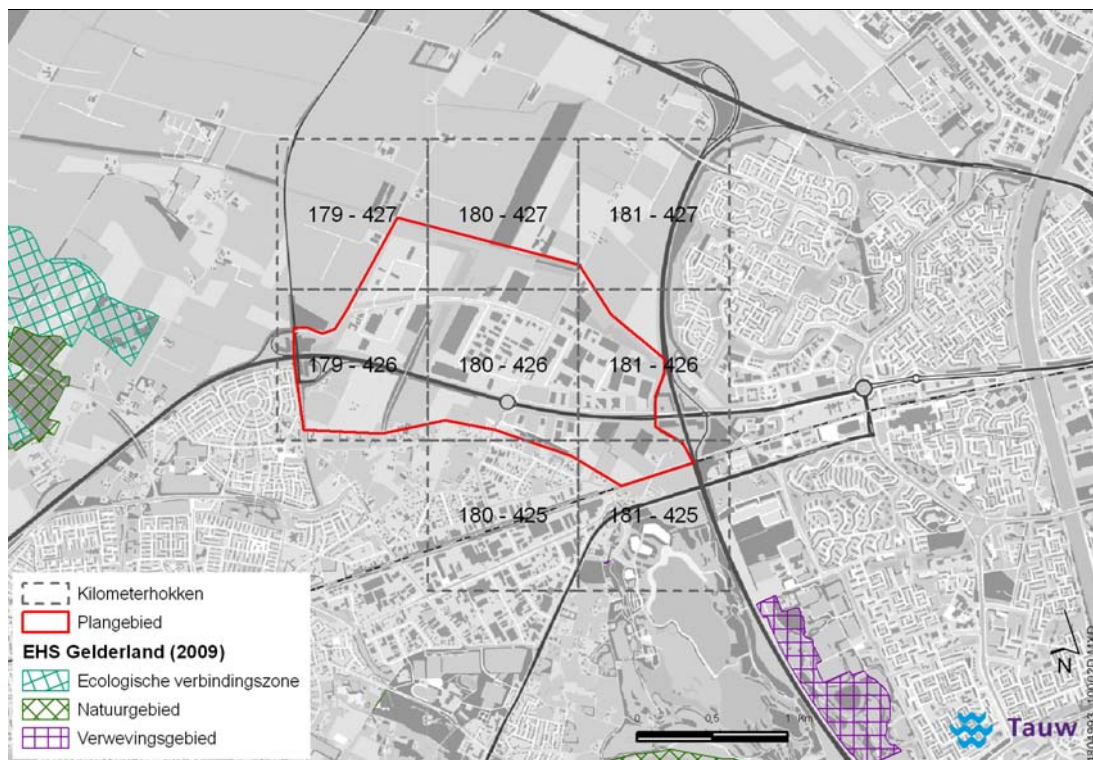 179 - 427
180 - 427
181 - 427
179 - 426
180 - 426
181 - 426
180 - 425
181 - 425
Kilometerhokken
Plangebied
EHS Gelderland (2009)
Ecologische verbindingszone
Natuurgebied
Verwevingsgebied
0 0,5 1 Km
N
Tauw